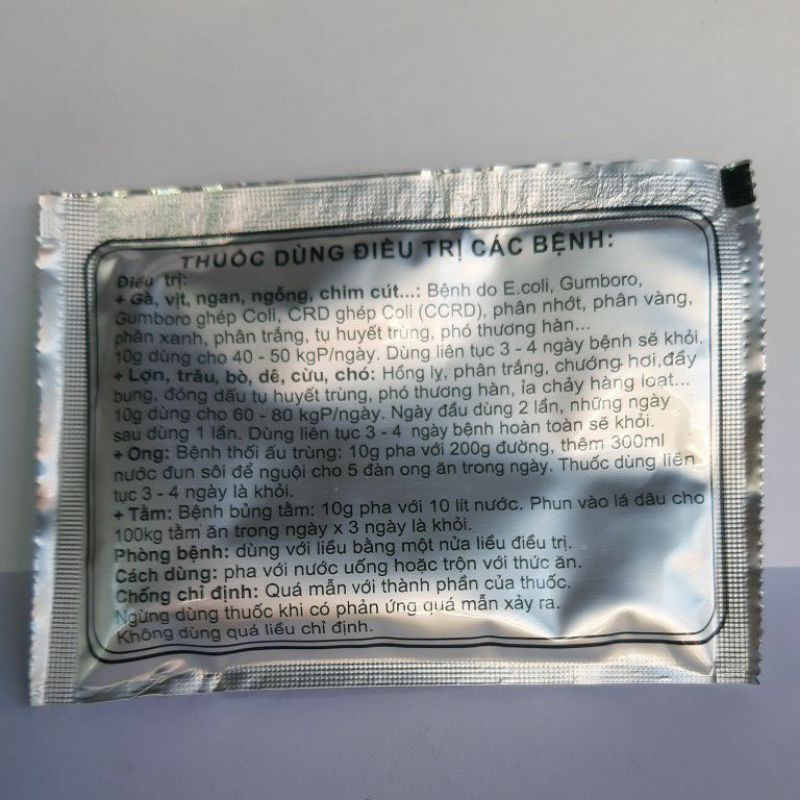 THUỐC DÙNG ĐIỀU TRỊ CÁC BỆNH:
Điều trị:
+ Gà, vịt, ngan, ngỗng, chim cút...: Bệnh do E.coli, Gumboro,
Gumboro ghép Coli, CRD ghép Coli (CCRD), phân nhớt, phân vàng,
phân xanh, phân trắng, tụ huyết trùng, phó thương hàn...
10g dùng cho 40 - 50 kgP/ngày. Dùng liên tục 3 - 4 ngày bệnh sẽ khỏi.
+ Lợn, trâu, bò, dê, cừu, chó: Hồng lỵ, phân trắng, chướng hơi,đầy
bụng, đóng dấu tụ huyết trùng, phó thương hàn, ỉa chảy hàng loạt...
10g dùng cho 60 - 80 kgP/ngày. Ngày đầu dùng 2 lần, những ngày
sau dùng 1 lần. Dùng liên tục 3 - 4 ngày bệnh hoàn toàn sẽ khỏi.
+ Ong: Bệnh thối ấu trùng: 10g pha với 200g đường, thêm 300ml
nước đun sôi để nguội cho 5 đàn ong ăn trong ngày. Thuốc dùng liên
tục 3 - 4 ngày là khỏi.
+ Tằm: Bệnh bủng tằm: 10g pha với 10 lít nước. Phun vào lá dâu cho
100kg tằm ăn trong ngày x 3 ngày là khỏi.
Phòng bệnh: dùng với liều bằng một nửa liều điều trị.
Cách dùng: pha với nước uống hoặc trộn với thức ăn.
Chống chỉ định: Quá mẫn với thành phần của thuốc.
Ngừng dùng thuốc khi có phản ứng quá mẫn xảy ra.
Không dùng quá liều chỉ định.